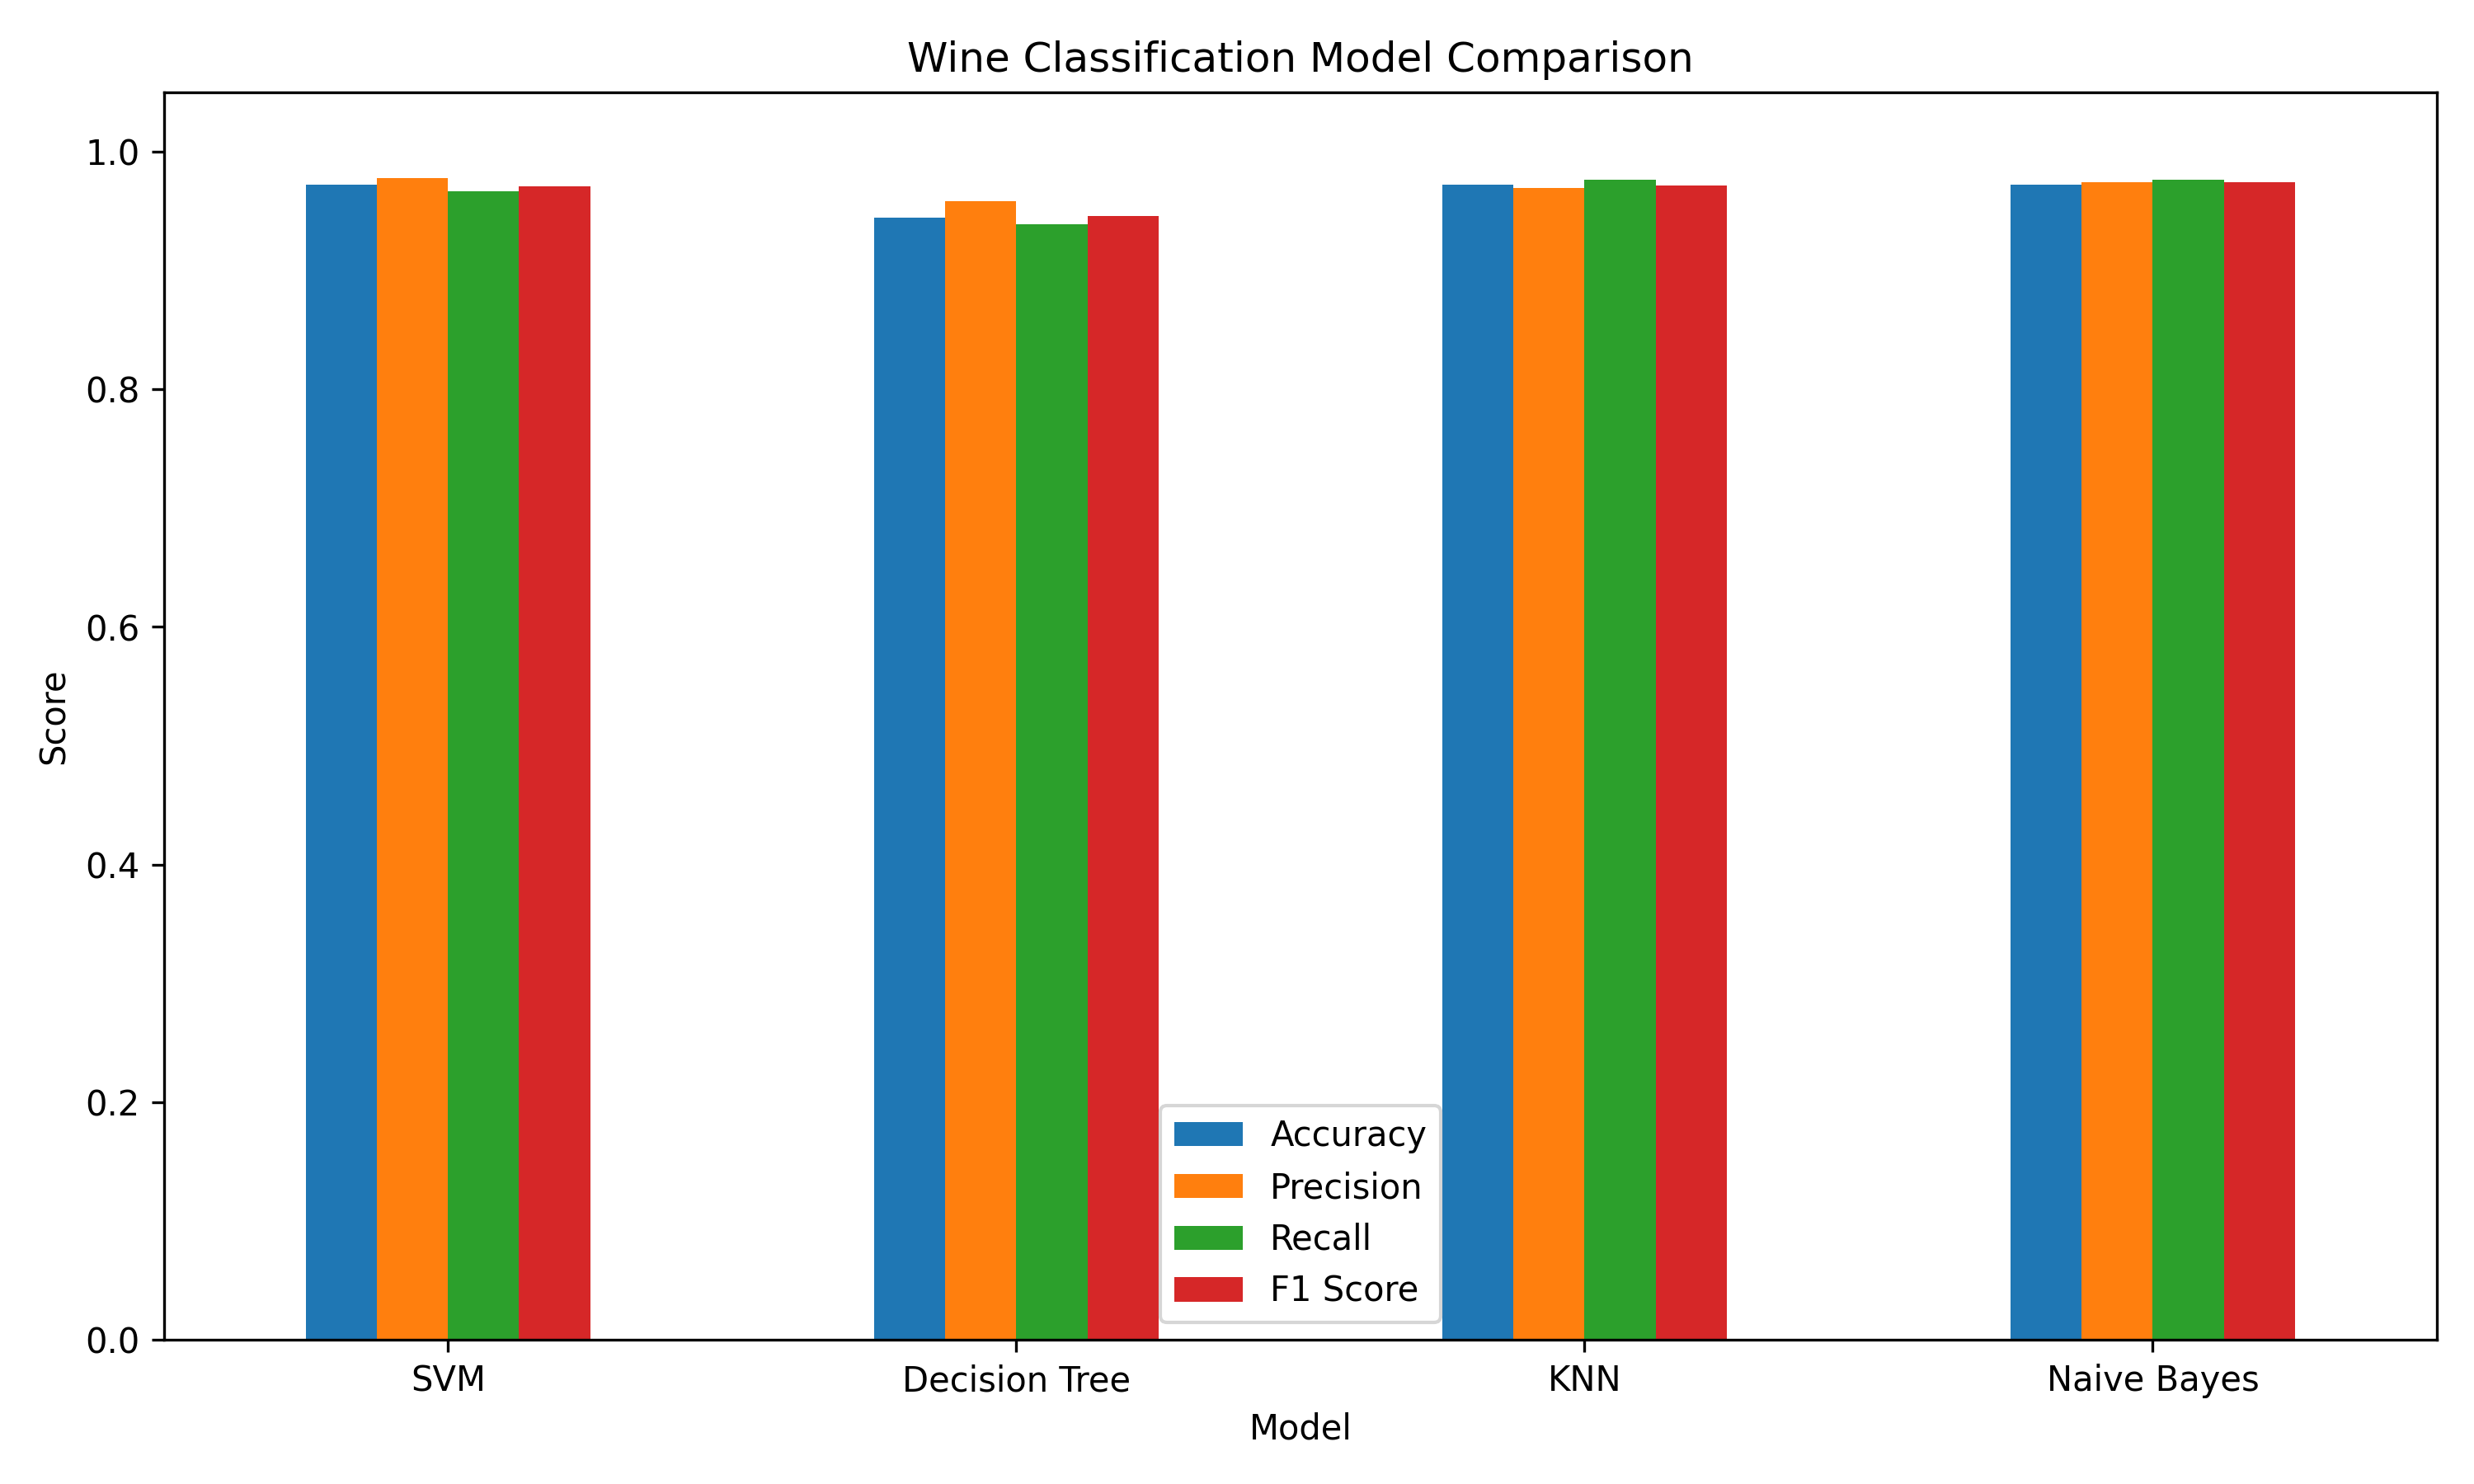 Wine Classification Model Comparison
1.0
0.8
0.6
0.4
0.2
0.0
Score
Accuracy
Precision
Recall
F1 Score
SVM
Decision Tree
KNN
Naive Bayes
Model